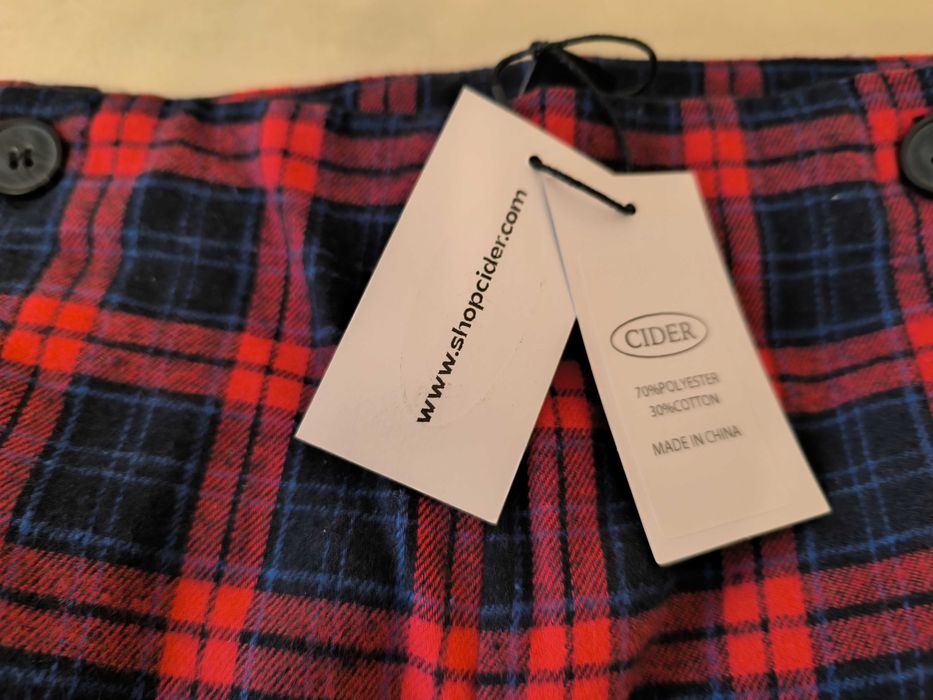 www.shopcider.com
CIDER
70%POLYESTER
30%COTTON
MADE IN CHINA